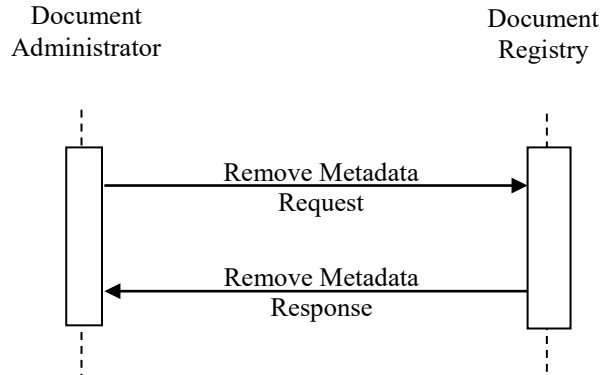 Document
Administrator
Document
Registry
Remove Metadata
Request
Remove Metadata
Response